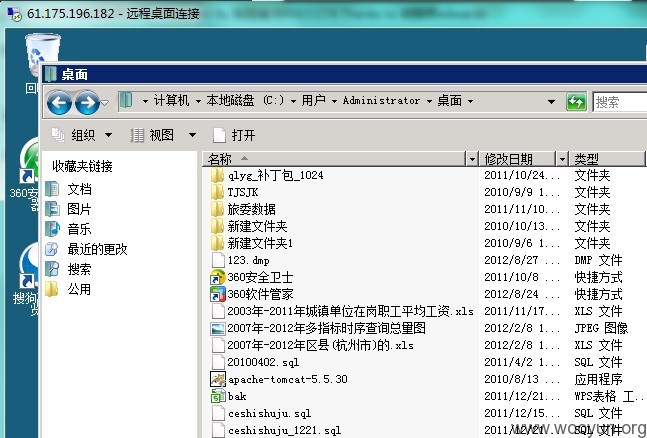 61.175.196.182 - 远程桌面连接
桌面
计算机 本地磁盘 (C:) 用户 Administrator 桌面 搜索
组织 视图 打开
收藏夹链接
文档
图片
音乐
最近的更改
搜索
公用
名称 修改日期 类型
qlyg_补丁包_1024 2011/10/24... 文件夹
TJSJK 2010/9/9 1... 文件夹
旅委数据 2011/11/10... 文件夹
新建文件夹 2010/10/13... 文件夹
新建文件夹1 2010/9/6 1... 文件夹
123.dmp 2012/8/27 ... DMP 文件
360安全卫士 2011/10/8 ... 快捷方式
360软件管家 2012/8/24 ... 快捷方式
2003年-2011年城镇单位在岗职工平均工资.xls 2011/11/17... XLS 文件
2007年-2012年多指标时序查询总量图 2012/2/8 1... JPEG 图像
2007年-2012年区县(杭州市)的.xls 2012/2/8 1... XLS 文件
20100402.sql 2011/4/2 1... SQL 文件
apache-tomcat-5.5.30 2010/8/13 ... 应用程序
bak 2011/12/21... WPS表格 工...
ceshishuju.sql 2011/12/15... SQL 文件
ceshishuju_1221.sql 2011/12/21... SQL 文件
www.wooyun.org